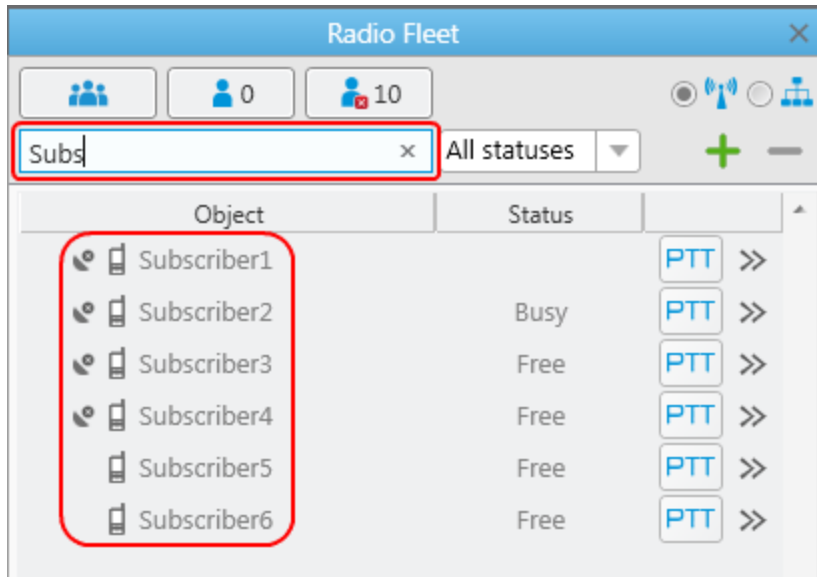 Radio Fleet
0 10
Subs All statuses
Object Status
Subscriber1 PTT
Subscriber2 Busy PTT
Subscriber3 Free PTT
Subscriber4 Free PTT
Subscriber5 Free PTT
Subscriber6 Free PTT